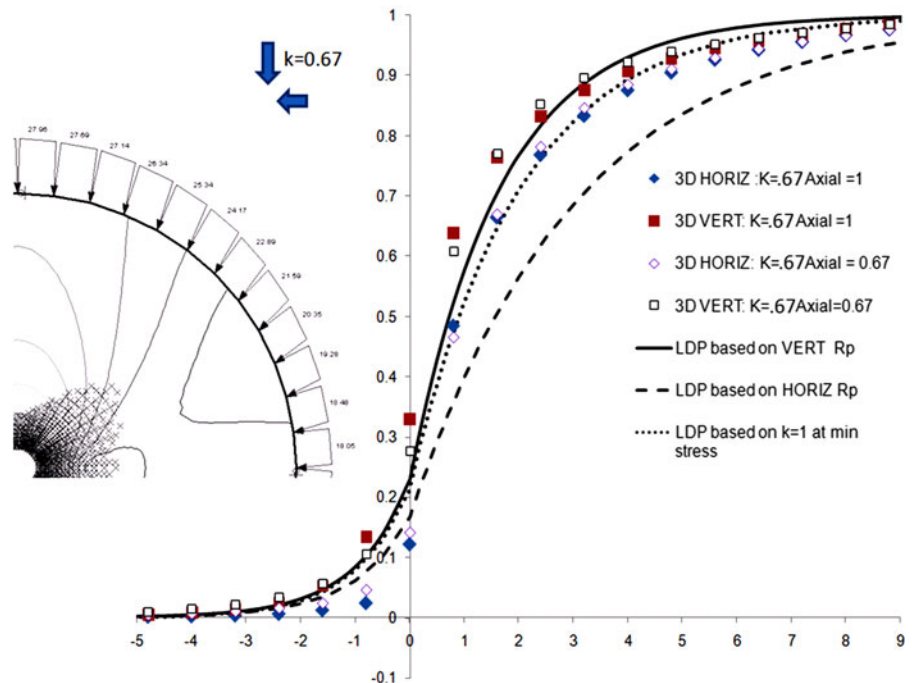 k=0.67
27.96
27.69
27.14
26.34
25.34
24.17
22.89
21.59
20.35
19.28
18.48
18.05
1
0.9
0.8
0.7
0.6
0.5
0.4
0.3
0.2
0.1
0
-0.1
-5 -4 -3 -2 -1 0 1 2 3 4 5 6 7 8 9
3D HORIZ :K=.67Axial =1
3D VERT: K=.67Axial =1
3D HORIZ: K=.67Axial = 0.67
3D VERT: K=.67Axial=0.67
LDP based on VERT Rp
LDP based on HORIZ Rp
LDP based on k=1 at min
stress